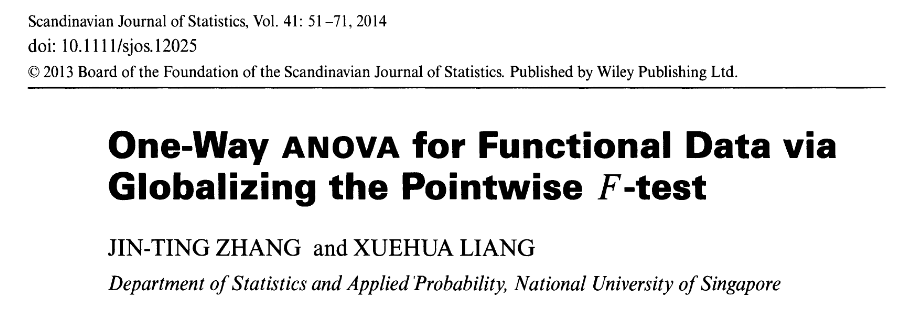 Scandinavian Journal of Statistics, Vol. 41: 51–71, 2014
doi: 10.1111/sjos.12025
© 2013 Board of the Foundation of the Scandinavian Journal of Statistics. Published by Wiley Publishing Ltd.
One-Way ANOVA for Functional Data via
Globalizing the Pointwise F-test
JIN-TING ZHANG and XUEHUA LIANG
Department of Statistics and Applied Probability, National University of Singapore